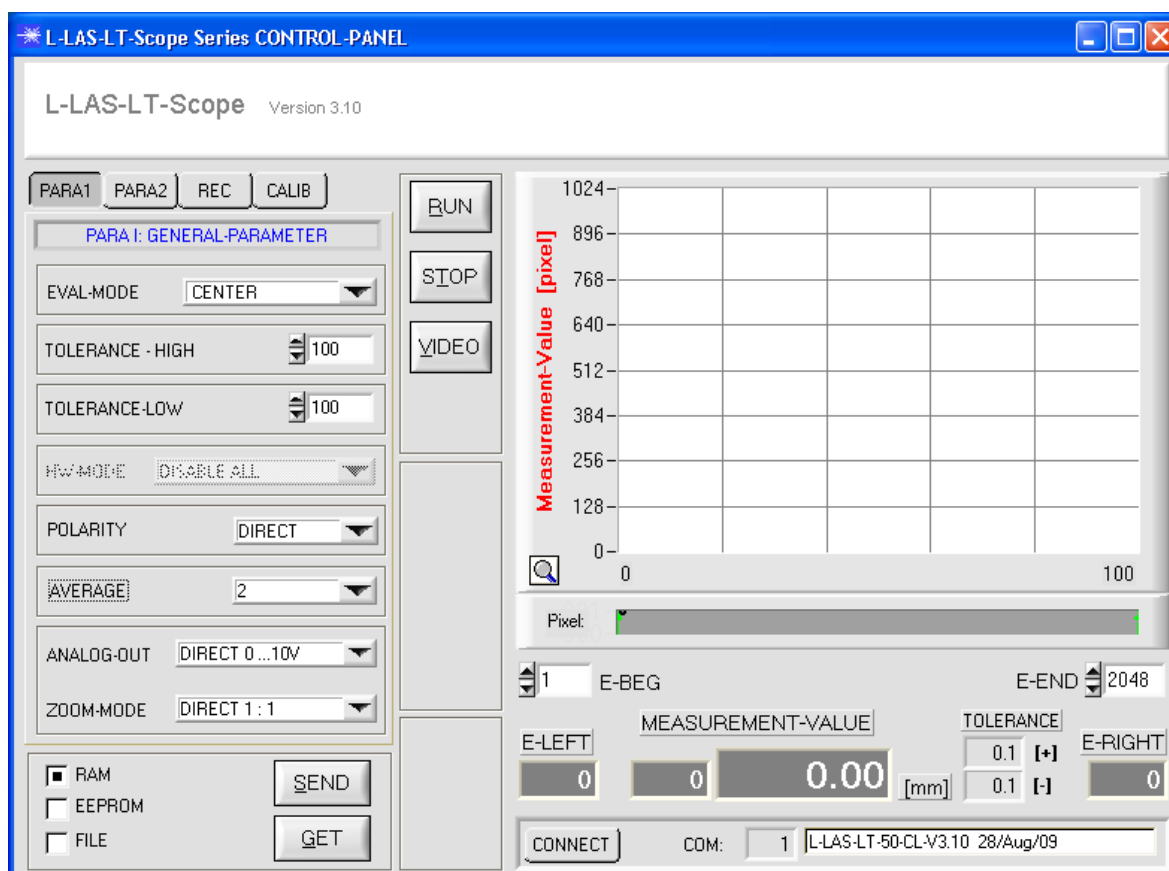 L-LAS-LT-Scope Series CONTROL-PANEL
L-LAS-LT-Scope Version 3.10
PARA1 PARA2 REC CALIB
PARA I: GENERAL-PARAMETER
EVAL-MODE CENTER
TOLERANCE - HIGH 100
TOLERANCE-LOW 100
HW-MODE DISABLE ALL
POLARITY DIRECT
AVERAGE 2
ANALOG-OUT DIRECT 0 ...10V
ZOOM-MODE DIRECT 1 : 1
RAM
EEPROM
FILE
SEND
GET
RUN
STOP
VIDEO
Measurement-Value [pixel]
1024
896
768
640
512
384
256
128
0
0 100
Pixel:
1 E-BEG E-END 2048
E-LEFT MEASUREMENT-VALUE TOLERANCE E-RIGHT
0 0 0.00 [mm] 0.1 [+] 0
0.1 [-]
CONNECT COM: 1 L-LAS-LT-50-CL-V3.10 28/Aug/09